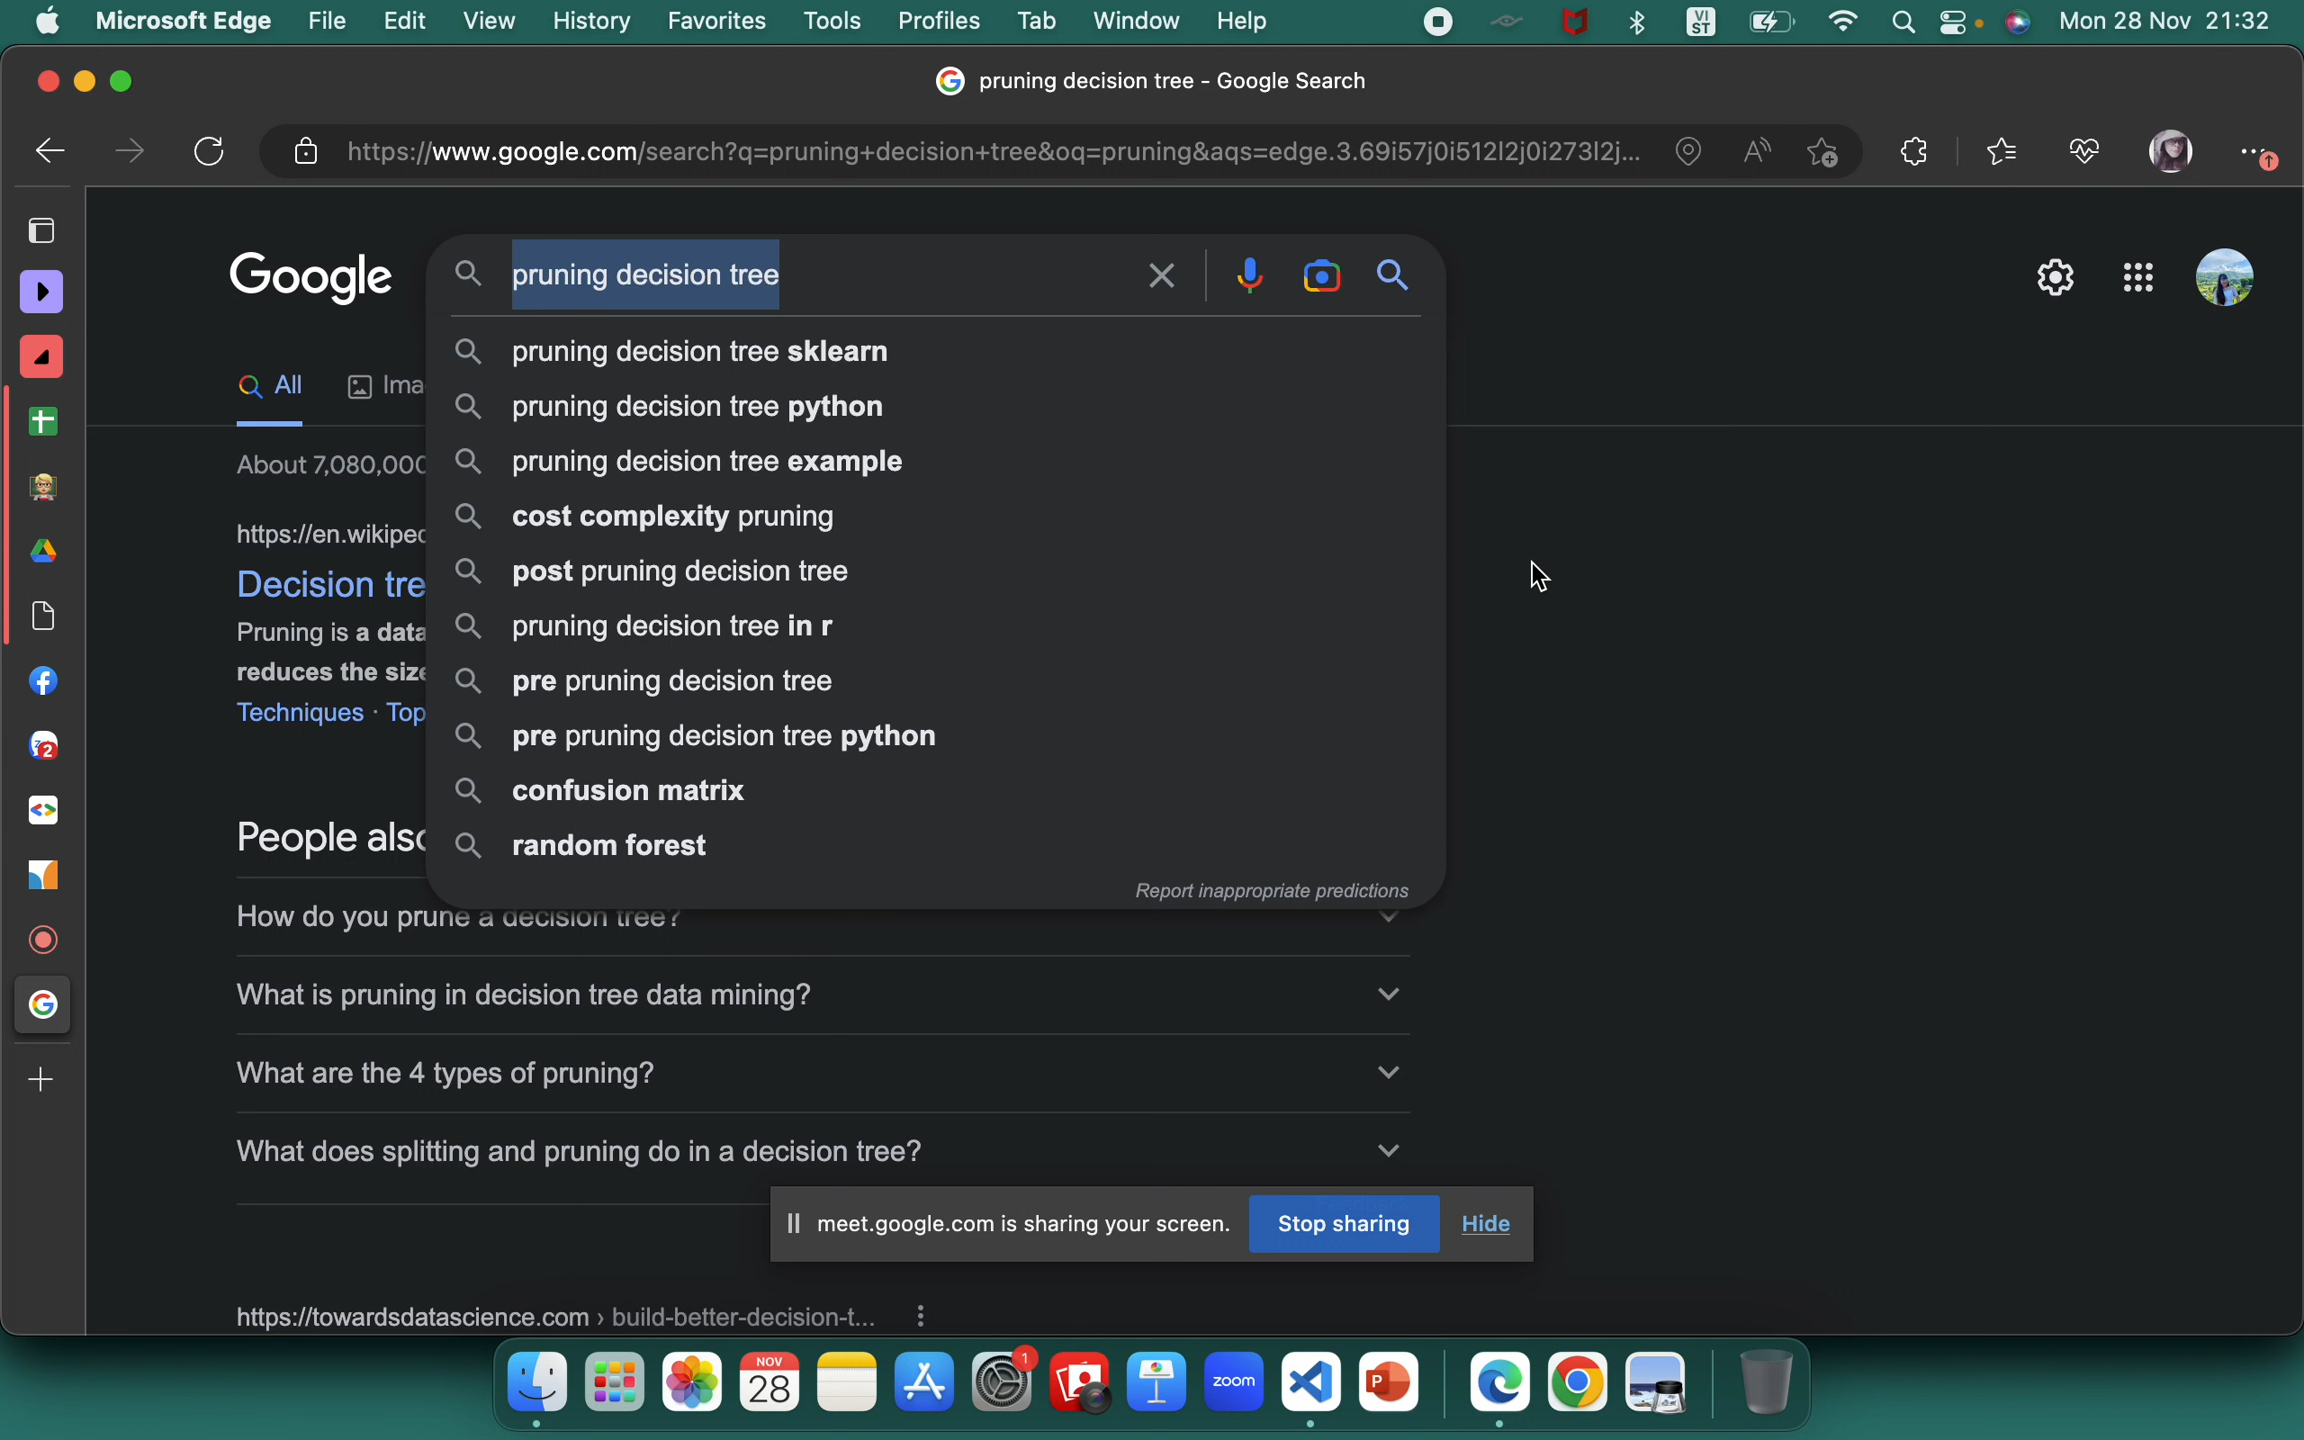 Microsoft Edge File Edit View History Favorites Tools Profiles Tab Window Help VI ST Mon 28 Nov 21:32
pruning decision tree - Google Search
https://www.google.com/search?q=pruning+decision+tree&oq=pruning&aqs=edge.3.69i57j0i512l2j0i273l2j...
Google pruning decision tree
pruning decision tree sklearn
All Ima
pruning decision tree python
About 7,080,000
pruning decision tree example
https://en.wikiped
cost complexity pruning
Decision tre
post pruning decision tree
Pruning is a data
pruning decision tree in r
reduces the size
pre pruning decision tree
Techniques · Top
pre pruning decision tree python
2
confusion matrix
People also
random forest
Report inappropriate predictions
How do you prune a decision tree?
What is pruning in decision tree data mining?
What are the 4 types of pruning?
What does splitting and pruning do in a decision tree?
meet.google.com is sharing your screen. Stop sharing Hide
https://towardsdatascience.com › build-better-decision-t...
NOV
28
1
zoom
P